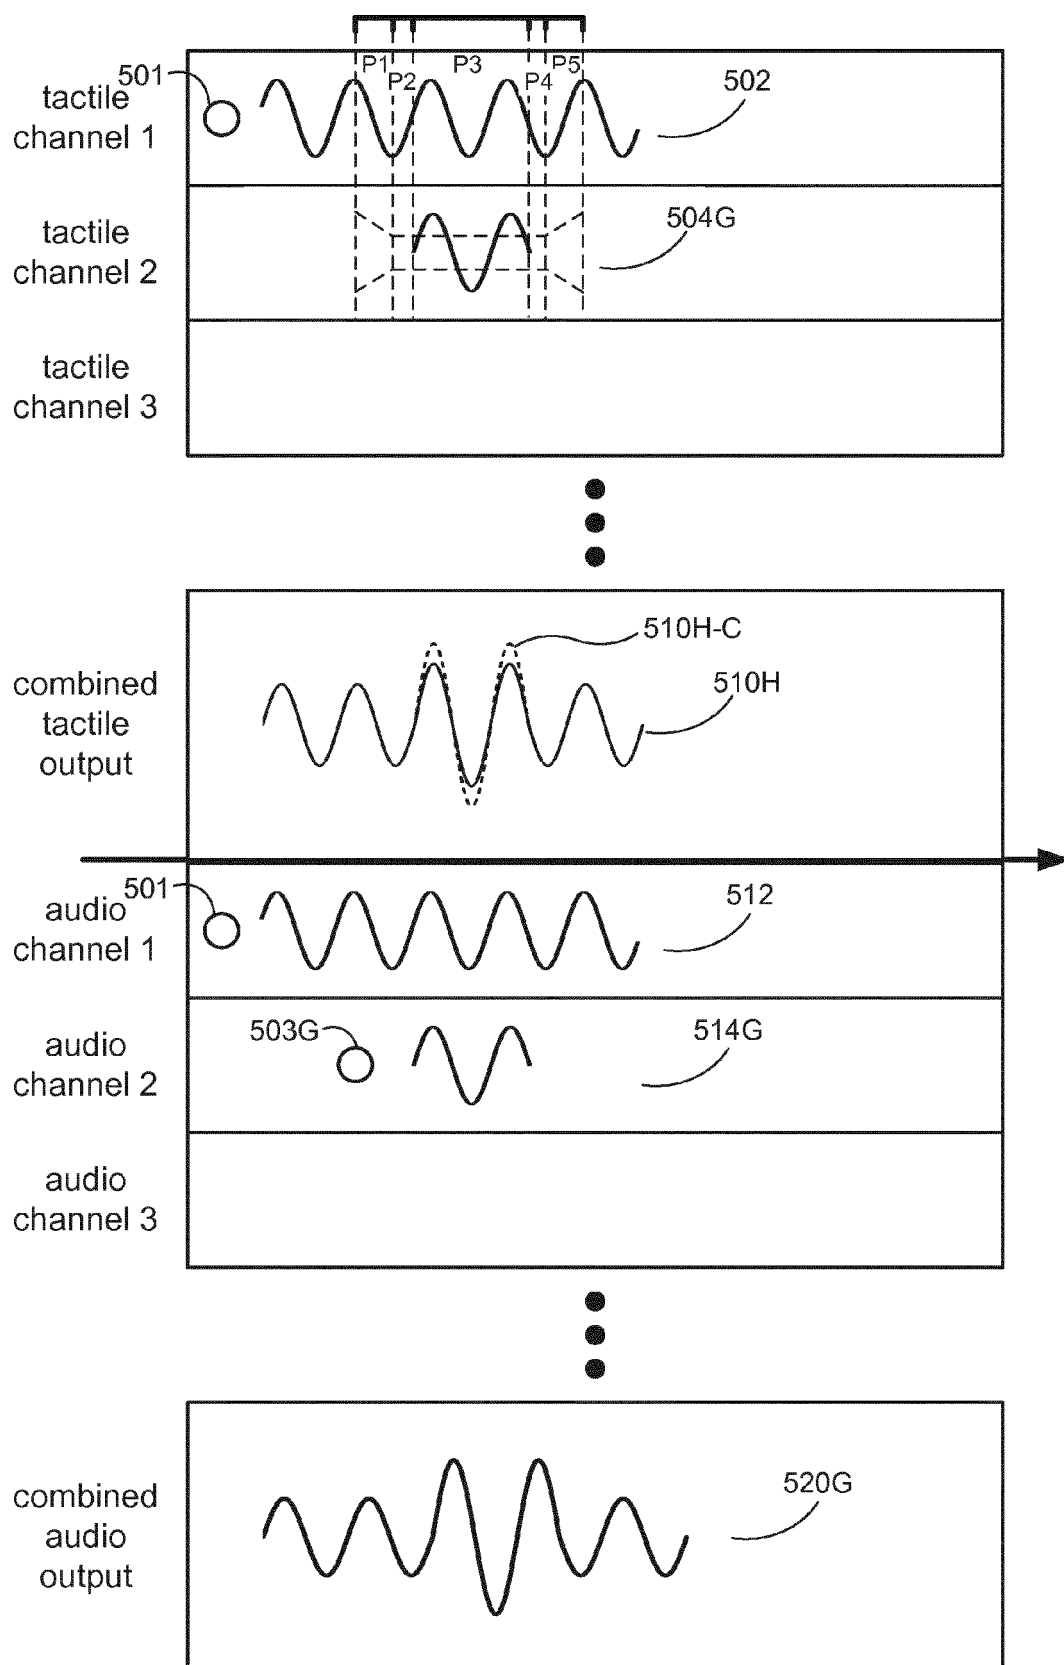 P1
P2
P3
P4
P5
501
tactile
channel 1
502
tactile
channel 2
504G
tactile
channel 3
510H-C
combined
tactile
output
510H
501
audio
channel 1
512
503G
audio
channel 2
514G
audio
channel 3
combined
audio
output
520G